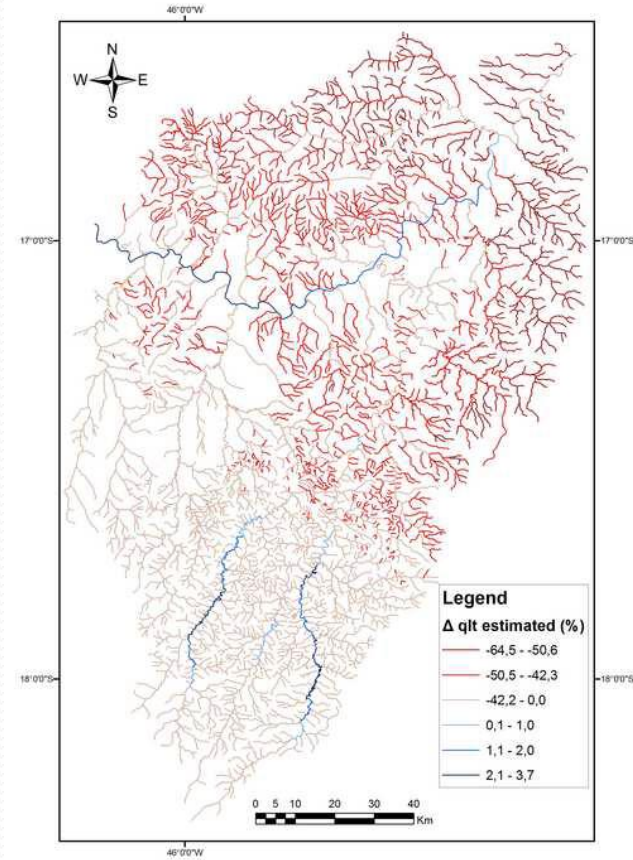 46°0'0"W
N
W E
S
17°0'0"S 17°0'0"S
Legend
Δ qlt estimated (%)
-64,5 - -50,6
-50,5 - -42,3
-42,2 - 0,0
0,1 - 1,0
1,1 - 2,0
2,1 - 3,7
18°0'0"S 18°0'0"S
0 5 10 20 30 40
Km
46°0'0"W